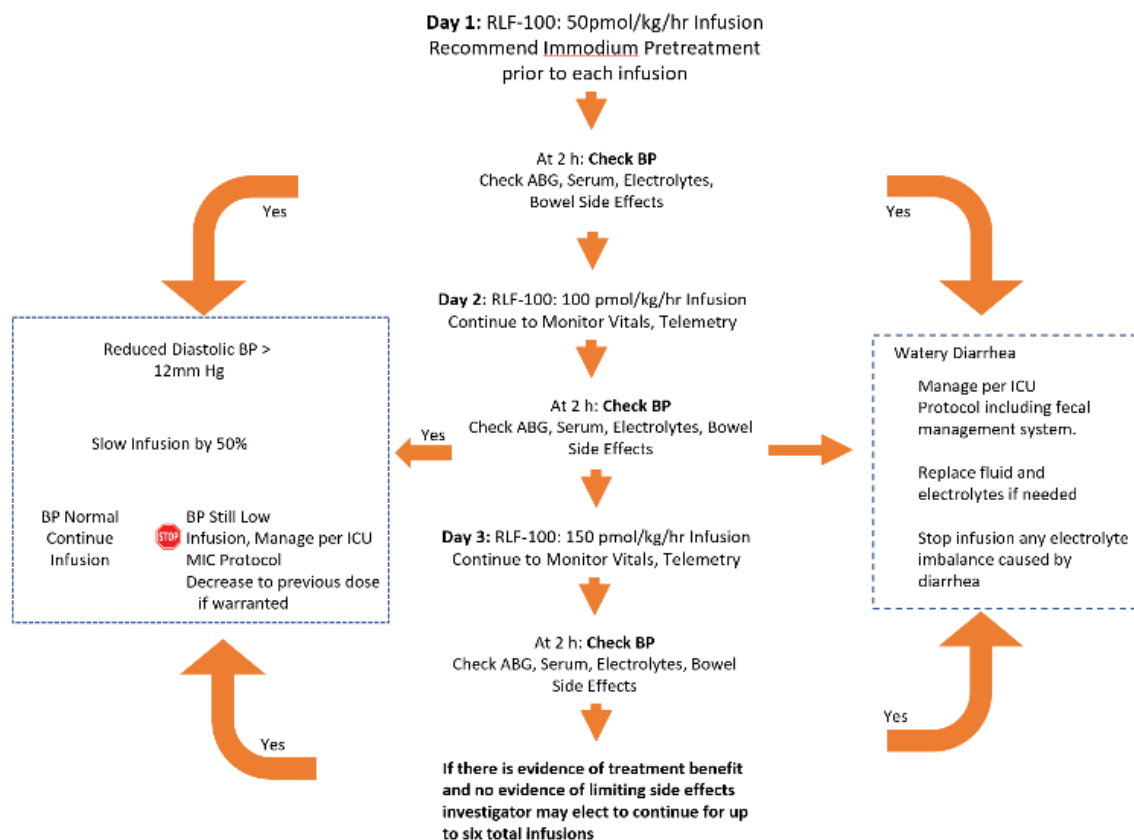 Day 1: RLF-100: 50pmol/kg/hr Infusion
Recommend Immodium Pretreatment
prior to each infusion
At 2 h: Check BP
Check ABG, Serum, Electrolytes,
Bowel Side Effects
Yes
Yes
Day 2: RLF-100: 100 pmol/kg/hr Infusion
Continue to Monitor Vitals, Telemetry
Reduced Diastolic BP >
12mm Hg
Slow Infusion by 50%
BP Normal
Continue
Infusion
STOP
BP Still Low
Infusion, Manage per ICU
MIC Protocol
Decrease to previous dose
if warranted
Yes
At 2 h: Check BP
Check ABG, Serum, Electrolytes, Bowel
Side Effects
Watery Diarrhea
Manage per ICU
Protocol including fecal
management system.
Replace fluid and
electrolytes if needed
Stop infusion any electrolyte
imbalance caused by
diarrhea
Day 3: RLF-100: 150 pmol/kg/hr Infusion
Continue to Monitor Vitals, Telemetry
At 2 h: Check BP
Check ABG, Serum, Electrolytes, Bowel
Side Effects
Yes
Yes
If there is evidence of treatment benefit
and no evidence of limiting side effects
investigator may elect to continue for up
to six total infusions